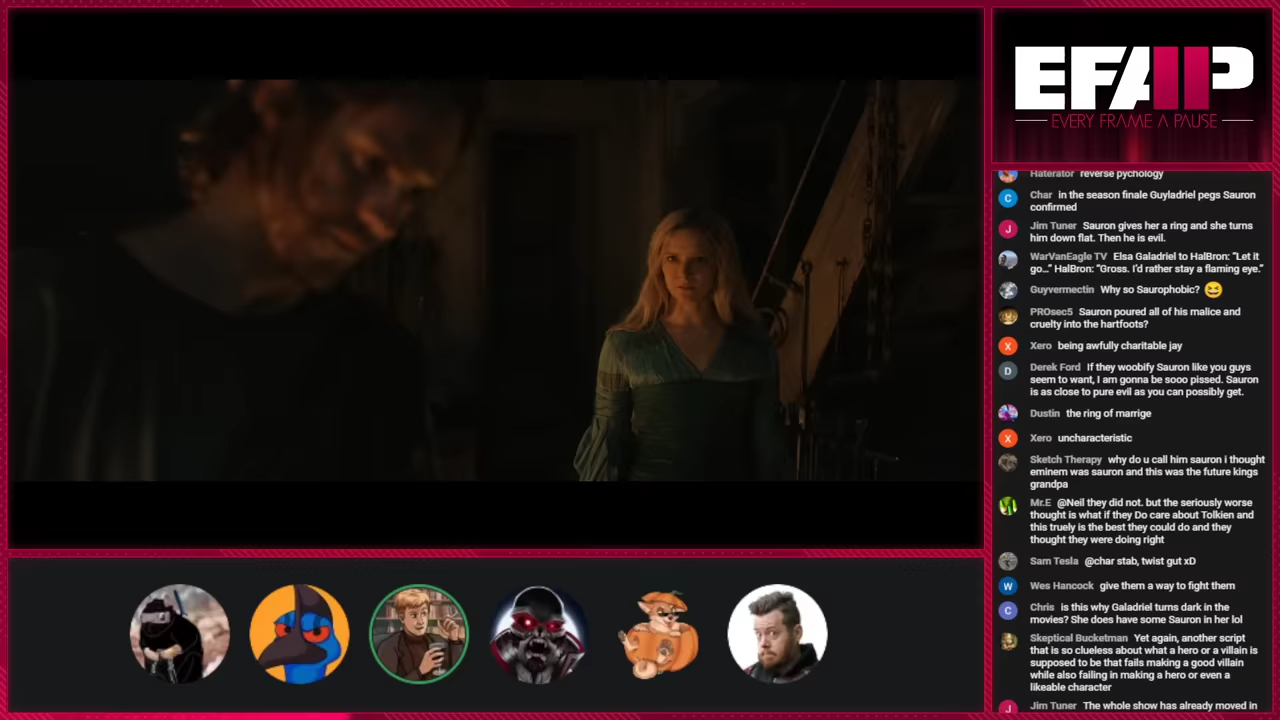 EFAP
EVERY FRAME A PAUSE
Haterator reverse pychology
C Char in the season finale Guyladriel pegs Sauron
confirmed
J Jim Tuner Sauron gives her a ring and she turns
him down flat. Then he is evil.
WarVanEagle TV Elsa Galadriel to HalBron: “Let it
go...” HalBron: “Gross. I'd rather stay a flaming eye.”
Guyvermectin Why so Saurophobic? 😆
PROsec5 Sauron poured all of his malice and
cruelty into the hartfoots?
X Xero being awfully charitable jay
D Derek Ford If they woobify Sauron like you guys
seem to want, I am gonna be sooo pissed. Sauron
is as close to pure evil as you can possibly get.
Dustin the ring of marrige
X Xero uncharacteristic
Sketch Therapy why do u call him sauron i thought
eminem was sauron and this was the future kings
grandpa
Mr.E @Neil they did not. but the seriously worse
thought is what if they Do care about Tolkien and
this truely is the best they could do and they
thought they were doing right
Sam Tesla @char stab, twist gut xD
W Wes Hancock give them a way to fight them
C Chris is this why Galadriel turns dark in the
movies? She does have some Sauron in her lol
Skeptical Bucketman Yet again, another script
that is so clueless about what a hero or a villain is
supposed to be that fails making a good villain
while also failing in making a hero or even a
likeable character
J Jim Tuner The whole show has already moved in